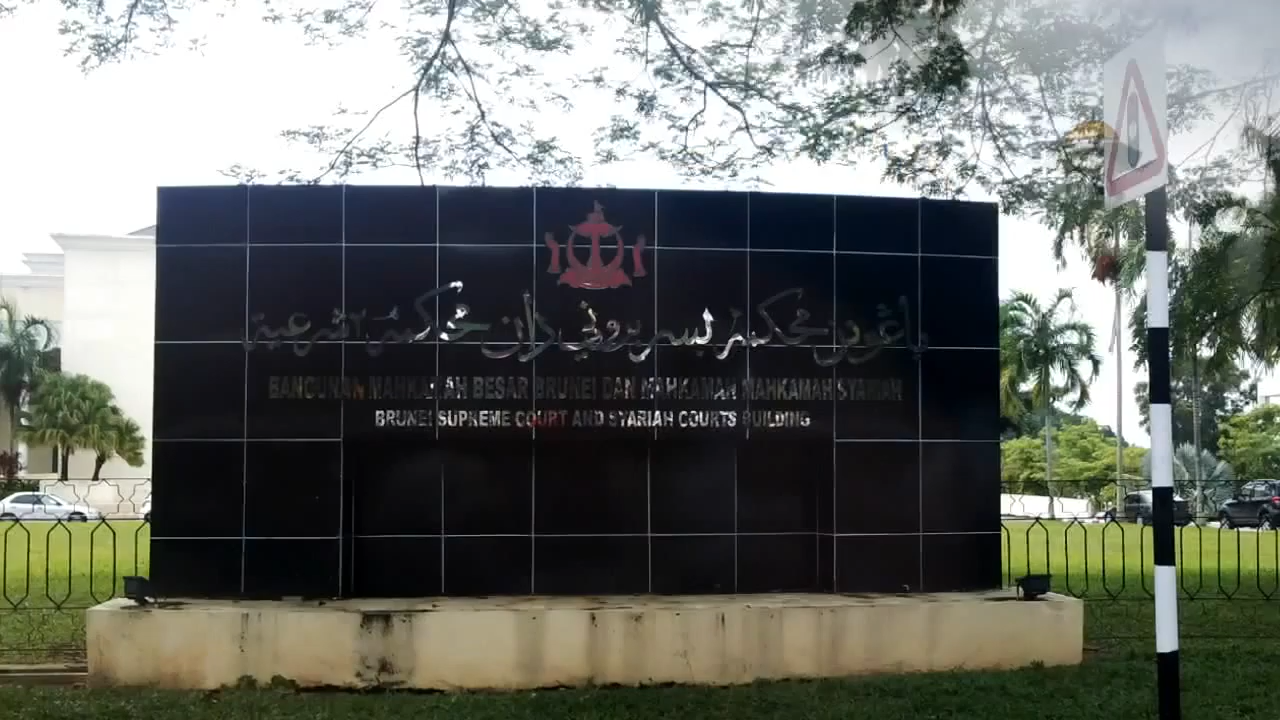 باڠونن محكمه بسر بروني دان محكمه٢ شرعية
BANGUNAN MAHKAMAH BESAR BRUNEI DAN MAHKAMAH MAHKAMAH SYARIAH
BRUNEI SUPREME COURT AND SYARIAH COURTS BUILDING